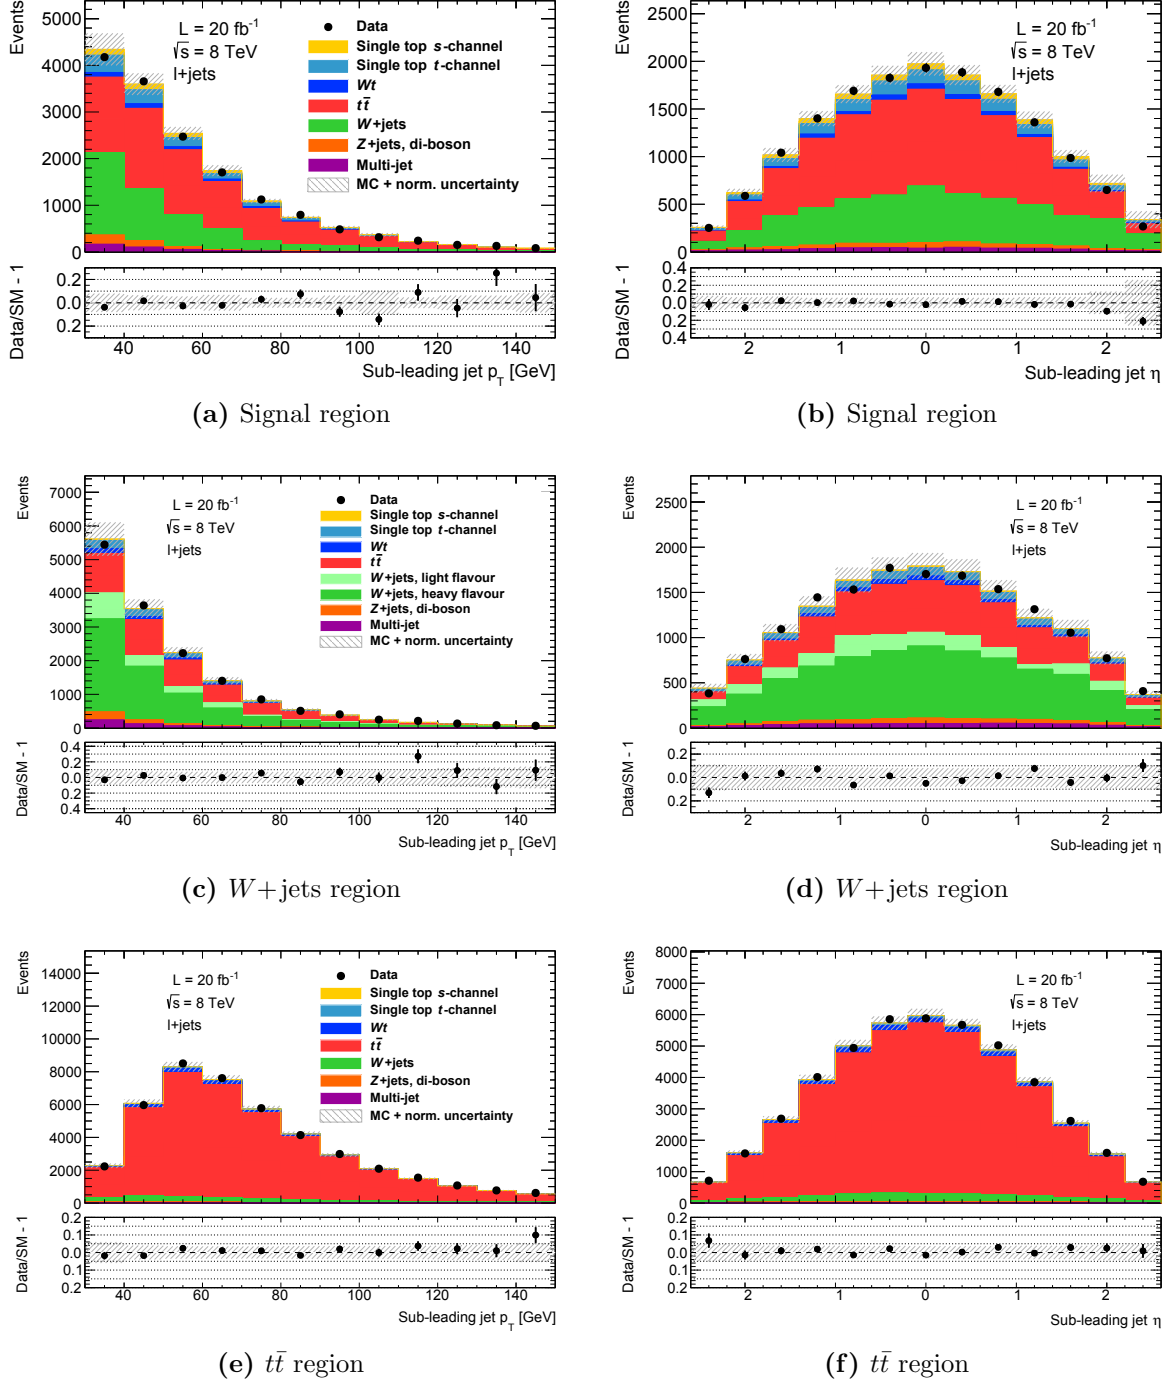 Events
5000
4000
3000
2000
1000
0
L = 20 fb⁻¹
√s = 8 TeV
l+jets
Data
Single top s-channel
Single top t-channel
Wt
tt̄
W+jets
Z+jets, di-boson
Multi-jet
MC + norm. uncertainty
Data/SM - 1
0.2
0.0
0.2
40 60 80 100 120 140
Sub-leading jet p_T [GeV]
(a) Signal region
Events
2500
2000
1500
1000
500
0
L = 20 fb⁻¹
√s = 8 TeV
l+jets
Data/SM - 1
0.4
0.2
0.0
0.2
0.4
2 1 0 1 2
Sub-leading jet η
(b) Signal region
Events
7000
6000
5000
4000
3000
2000
1000
0
L = 20 fb⁻¹
√s = 8 TeV
l+jets
Data
Single top s-channel
Single top t-channel
Wt
tt̄
W+jets, light flavour
W+jets, heavy flavour
Z+jets, di-boson
Multi-jet
MC + norm. uncertainty
Data/SM - 1
0.4
0.2
0.0
0.2
0.4
40 60 80 100 120 140
Sub-leading jet p_T [GeV]
(c) W+jets region
Events
2500
2000
1500
1000
500
0
L = 20 fb⁻¹
√s = 8 TeV
l+jets
Data/SM - 1
0.2
0.0
0.2
2 1 0 1 2
Sub-leading jet η
(d) W+jets region
Events
14000
12000
10000
8000
6000
4000
2000
0
L = 20 fb⁻¹
√s = 8 TeV
l+jets
Data
Single top s-channel
Single top t-channel
Wt
tt̄
W+jets
Z+jets, di-boson
Multi-jet
MC + norm. uncertainty
Data/SM - 1
0.2
0.1
0.0
0.1
0.2
40 60 80 100 120 140
Sub-leading jet p_T [GeV]
(e) tt̄ region
Events
8000
7000
6000
5000
4000
3000
2000
1000
0
L = 20 fb⁻¹
√s = 8 TeV
l+jets
Data/SM - 1
0.2
0.1
0.0
0.1
0.2
2 1 0 1 2
Sub-leading jet η
(f) tt̄ region